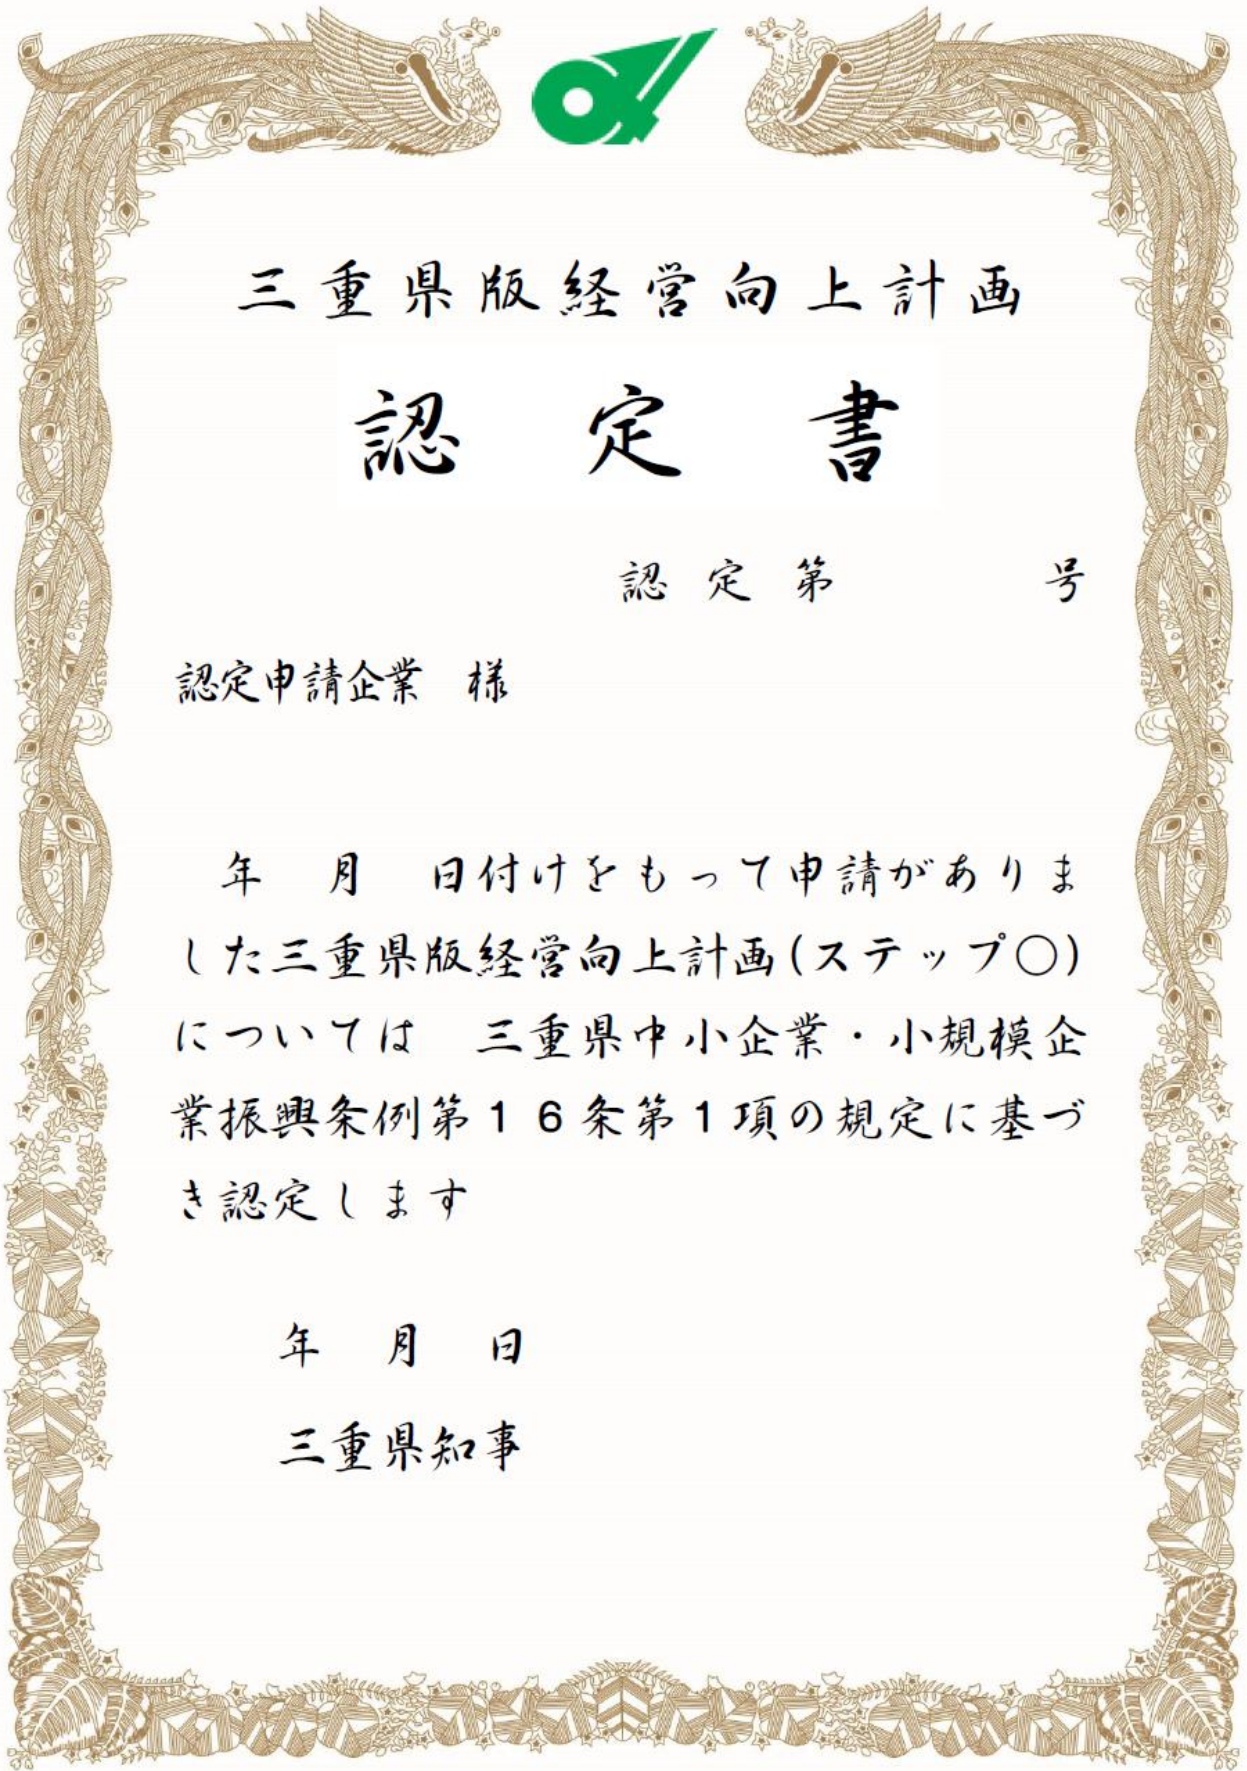 三重県版経営向上計画
認　定　書
認　定　第　　　　　号
認定申請企業　様
年　月　日付けをもって申請がありま
した三重県版経営向上計画(ステップ○)
については　三重県中小企業・小規模企
業振興条例第１６条第１項の規定に基づ
き認定します
年　月　日
三重県知事